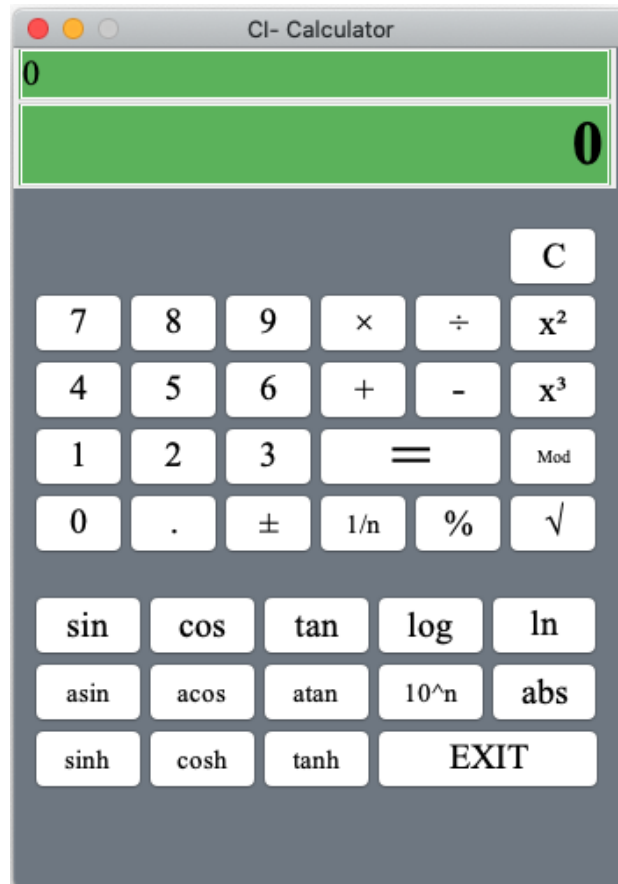 CI- Calculator
0
0
C
7 8 9 × ÷ x²
4 5 6 + - x³
1 2 3 = Mod
0 . ± 1/n % √
sin cos tan log ln
asin acos atan 10^n abs
sinh cosh tanh EXIT